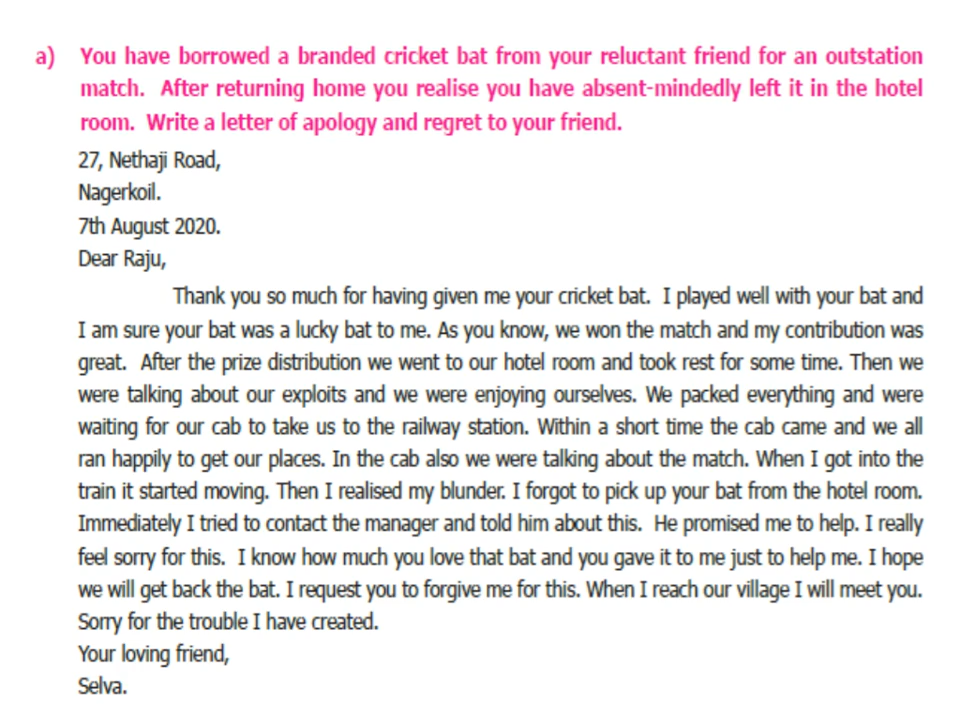 a) You have borrowed a branded cricket bat from your reluctant friend for an outstation
match. After returning home you realise you have absent-mindedly left it in the hotel
room. Write a letter of apology and regret to your friend.
27, Nethaji Road,
Nagerkoil.
7th August 2020.
Dear Raju,
Thank you so much for having given me your cricket bat. I played well with your bat and
I am sure your bat was a lucky bat to me. As you know, we won the match and my contribution was
great. After the prize distribution we went to our hotel room and took rest for some time. Then we
were talking about our exploits and we were enjoying ourselves. We packed everything and were
waiting for our cab to take us to the railway station. Within a short time the cab came and we all
ran happily to get our places. In the cab also we were talking about the match. When I got into the
train it started moving. Then I realised my blunder. I forgot to pick up your bat from the hotel room.
Immediately I tried to contact the manager and told him about this. He promised me to help. I really
feel sorry for this. I know how much you love that bat and you gave it to me just to help me. I hope
we will get back the bat. I request you to forgive me for this. When I reach our village I will meet you.
Sorry for the trouble I have created.
Your loving friend,
Selva.